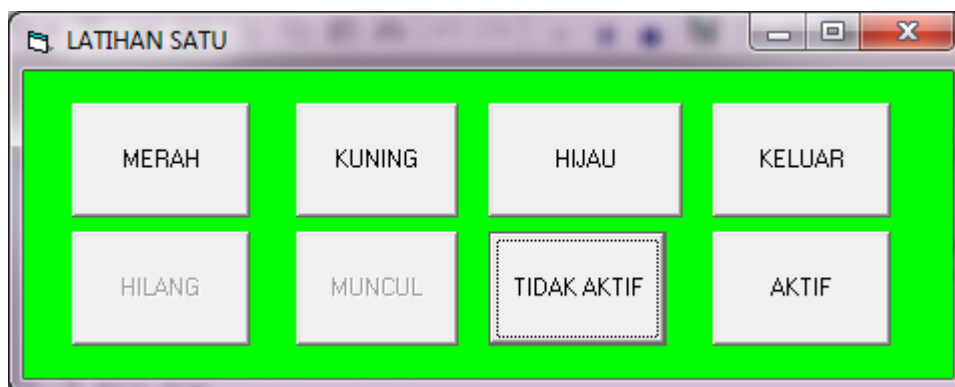 LATIHAN SATU
MERAH KUNING HIJAU KELUAR
HILANG MUNCUL TIDAK AKTIF AKTIF